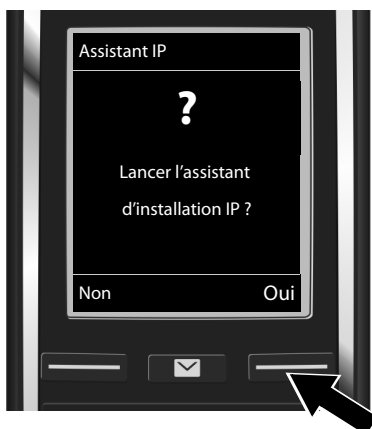 Assistant IP
?
Lancer l’assistant
d’installation IP ?
Non Oui